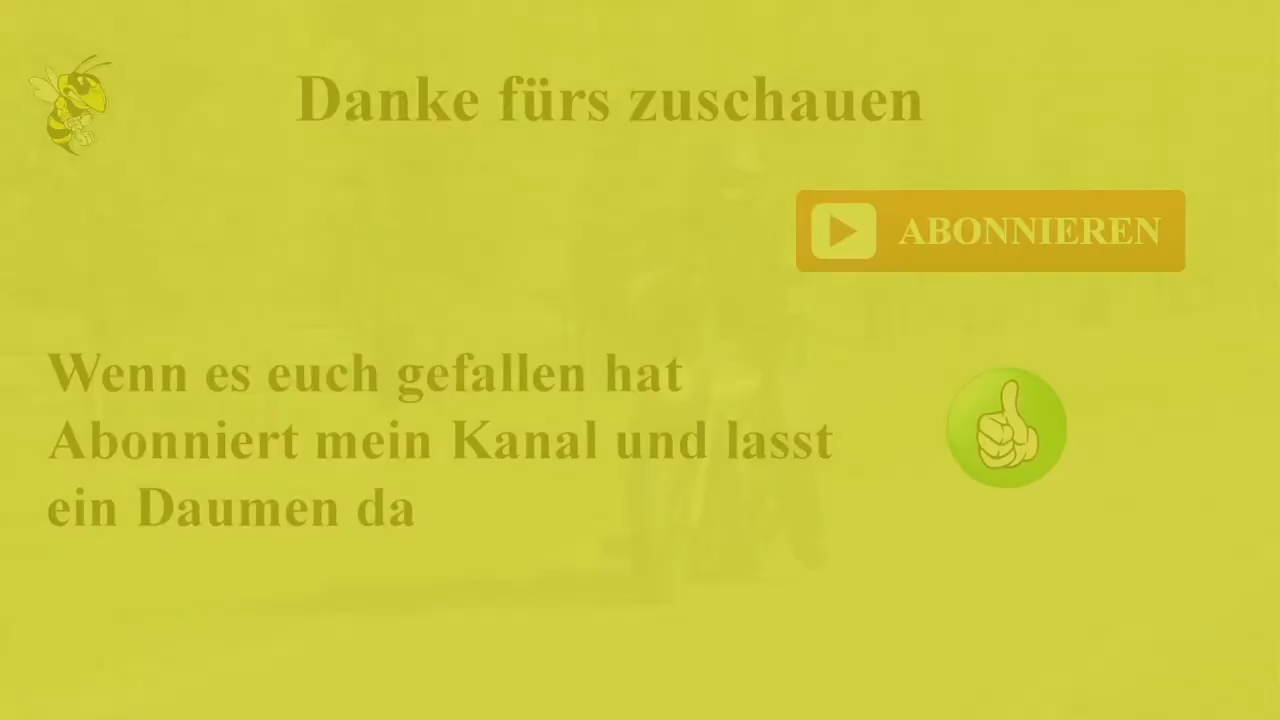 Danke fürs zuschauen
ABONNIEREN
Wenn es euch gefallen hat
Abonniert mein Kanal und lasst
ein Daumen da